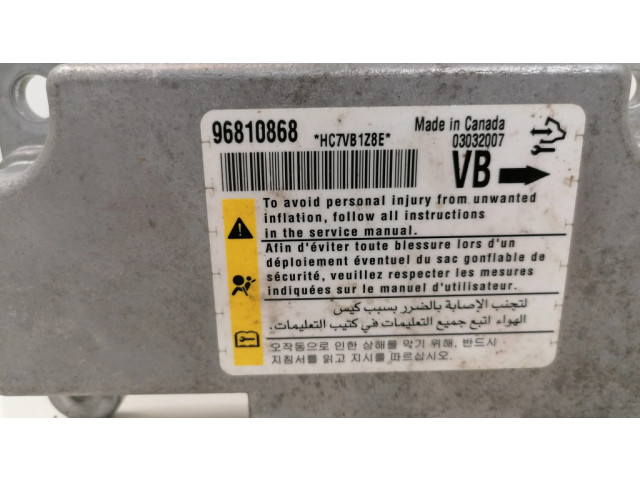 96810868
*HC7VB1Z8E*
Made in Canada
03032007
VB
To avoid personal injury from unwanted
inflation, follow all instructions
in the service manual.
Afin d'éviter toute blessure lors d'un
déploiement éventuel du sac gonflable de
sécurité, veuillez respecter les mesures
indiquées sur le manuel d'utilisateur.
لتجنب الإصابة بالضرر بسبب كيس
الهواء اتبع جميع التعليمات في كتيب التعليمات.
오작동으로 인한 상해를 막기 위해, 반드시
지침서를 읽고 지시를 따르십시오.